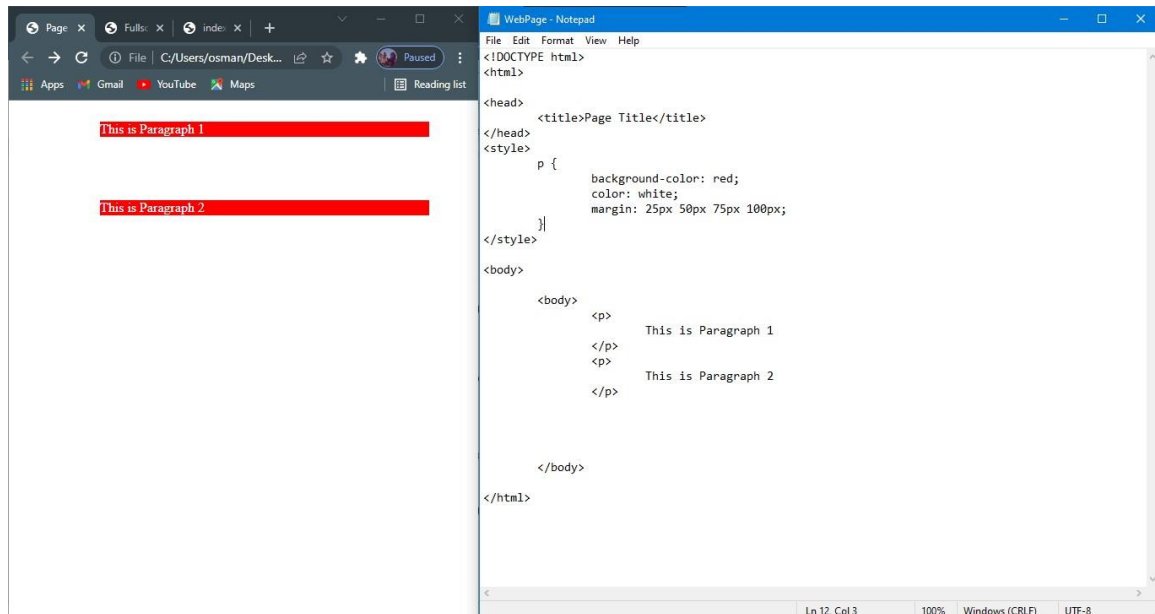 Page
Fulls
index
File C:/Users/osman/Desk... Paused
Apps Gmail YouTube Maps Reading list
This is Paragraph 1
This is Paragraph 2
WebPage - Notepad
File Edit Format View Help
<!DOCTYPE html>
<html>
<head>
<title>Page Title</title>
</head>
<style>
p {
background-color: red;
color: white;
margin: 25px 50px 75px 100px;
}
</style>
<body>
<body>
<p>
This is Paragraph 1
</p>
<p>
This is Paragraph 2
</p>
</body>
</html>
Ln 12, Col 3 100% Windows (CRLF) UTF-8